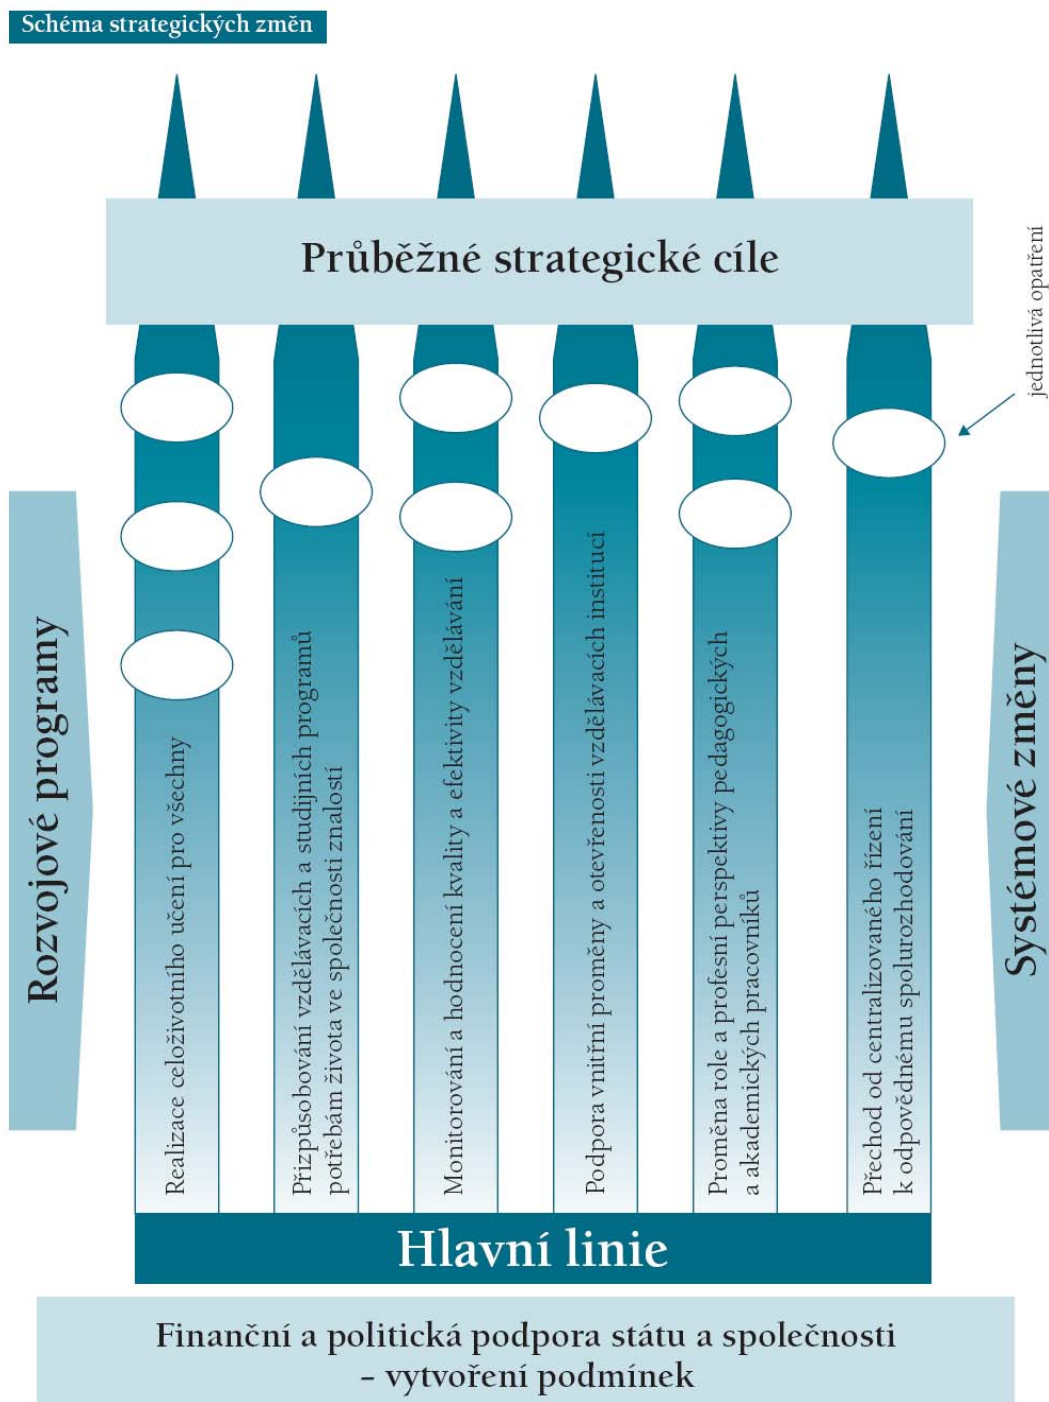 Schéma strategických změn
Průběžné strategické cíle
jednotlivá opatření
Rozvojové programy
Realizace celoživotního učení pro všechny
Přizpůsobování vzdělávacích a studijních programů
potřebám života ve společnosti znalostí
Monitorování a hodnocení kvality a efektivity vzdělávání
Podpora vnitřní proměny a otevřenosti vzdělávacích institucí
Proměna role a profesní perspektivy pedagogických
a akademických pracovníků
Přechod od centralizovaného řízení
k odpovědnému spolurozhodování
Systémové změny
Hlavní linie
Finanční a politická podpora státu a společnosti
– vytvoření podmínek